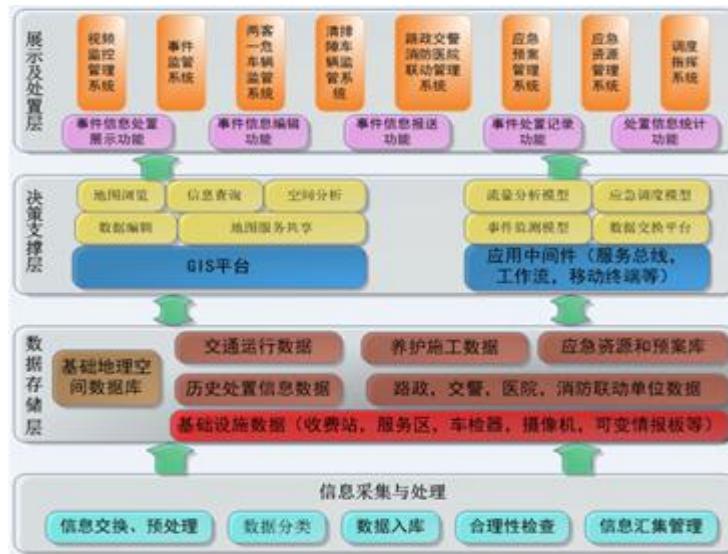 展示及处置层
视频
监控
管理
系统
事件
监管
系统
两客
一危
车辆
监管
系统
清排
障车
辆监
管系
统
路政交警
消防医院
联动管理
系统
应急
预案
管理
系统
应急
资源
管理
系统
调度
指挥
系统
事件信息处置
展示功能
事件信息编辑
功能
事件信息报送
功能
事件处置记录
功能
处置信息统计
功能
决策支撑层
地图浏览
信息查询
空间分析
数据编辑
地图服务共享
GIS平台
流量分析模型
应急调度模型
事件监测模型
数据交换平台
应用中间件（服务总线，
工作流，移动终端等）
数据存储层
基础地理空
间数据库
交通运行数据
养护施工数据
应急资源和预案库
历史处置信息数据
路政，交警，医院，消防联动单位数据
基础设施数据（收费站，服务区，车检器，摄像机，可变情报板等）
信息采集与处理
信息交换、预处理
数据分类
数据入库
合理性检查
信息汇集管理